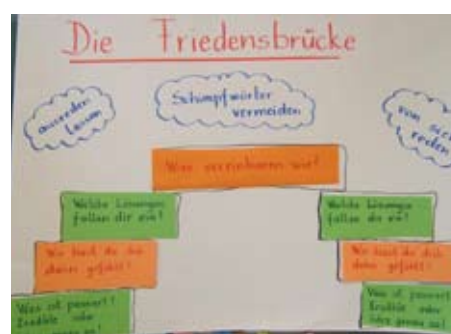 Die Friedensbrücke
ausreden
lassen
Schimpfwörter
vermeiden
von
reden
Was vereinbaren wir?
Welche Lösungen
fallen dir ein?
Welche Lösungen
fallen dir ein?
Wie hast du dich
dabei gefühlt?
Wie hast du dich
dabei gefühlt?
Was ist passiert?
Erzähle oder
Was ist passiert?
Erzähle oder